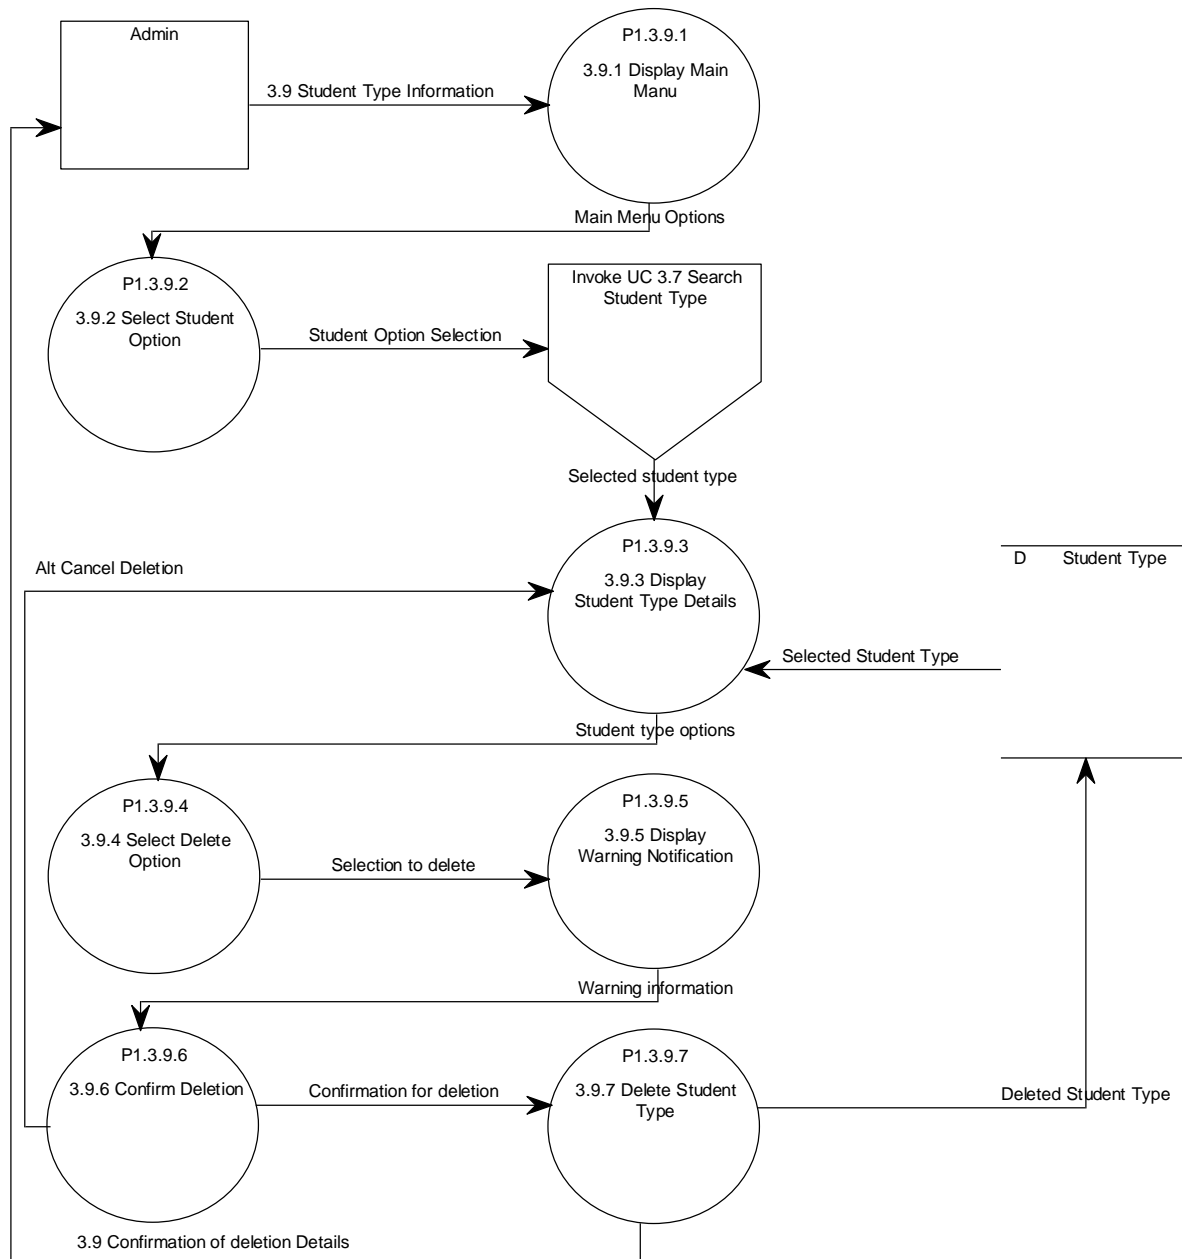 Admin
P1.3.9.1
3.9.1 Display Main
Manu
3.9 Student Type Information
Main Menu Options
P1.3.9.2
3.9.2 Select Student
Option
Student Option Selection
Invoke UC 3.7 Search
Student Type
Selected student type
P1.3.9.3
3.9.3 Display
Student Type Details
Alt Cancel Deletion
D Student Type
Selected Student Type
Student type options
P1.3.9.4
3.9.4 Select Delete
Option
Selection to delete
P1.3.9.5
3.9.5 Display
Warning Notification
Warning information
P1.3.9.6
3.9.6 Confirm Deletion
Confirmation for deletion
P1.3.9.7
3.9.7 Delete Student
Type
Deleted Student Type
3.9 Confirmation of deletion Details